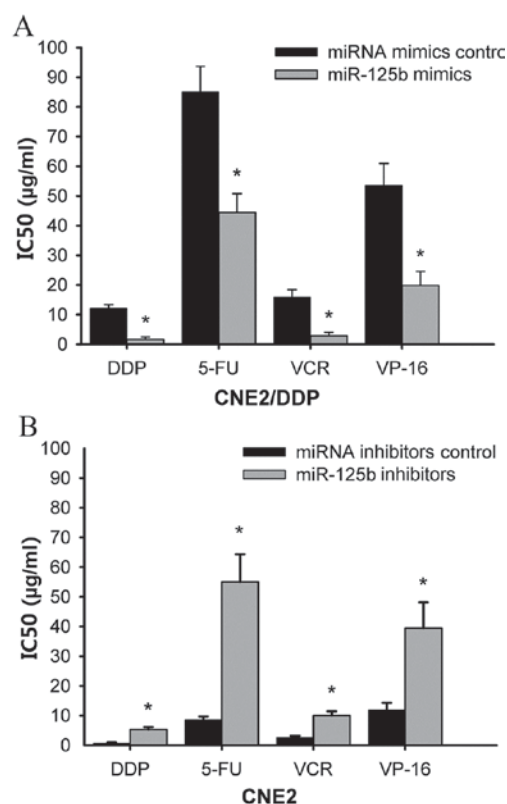 A
miRNA mimics control
miR-125b mimics
IC50 (µg/ml)
100
90
80
70
60
50
40
30
20
10
0
*
*
*
*
DDP 5-FU VCR VP-16
CNE2/DDP
B
miRNA inhibitors control
miR-125b inhibitors
IC50 (µg/ml)
100
90
80
70
60
50
40
30
20
10
0
*
*
*
*
DDP 5-FU VCR VP-16
CNE2